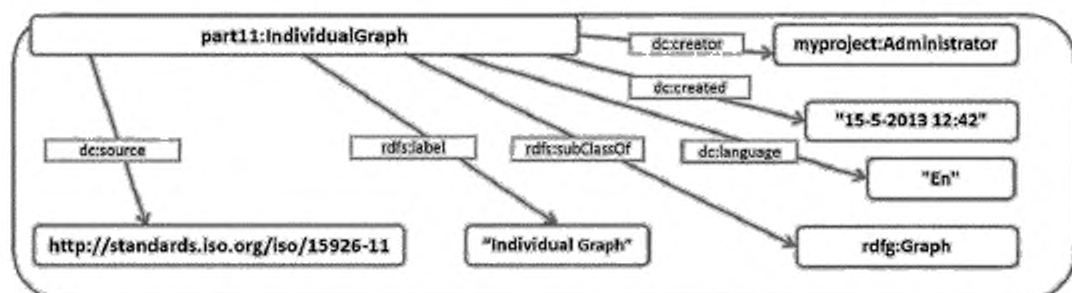 part11:IndividualGraph
dc:creator
myproject:Administrator
dc:created
"15-5-2013 12:42"
dc:source
rdfs:label
rdfs:subClassOf
dc:language
"En"
http://standards.iso.org/iso/15926-11
"Individual Graph"
rdfg:Graph